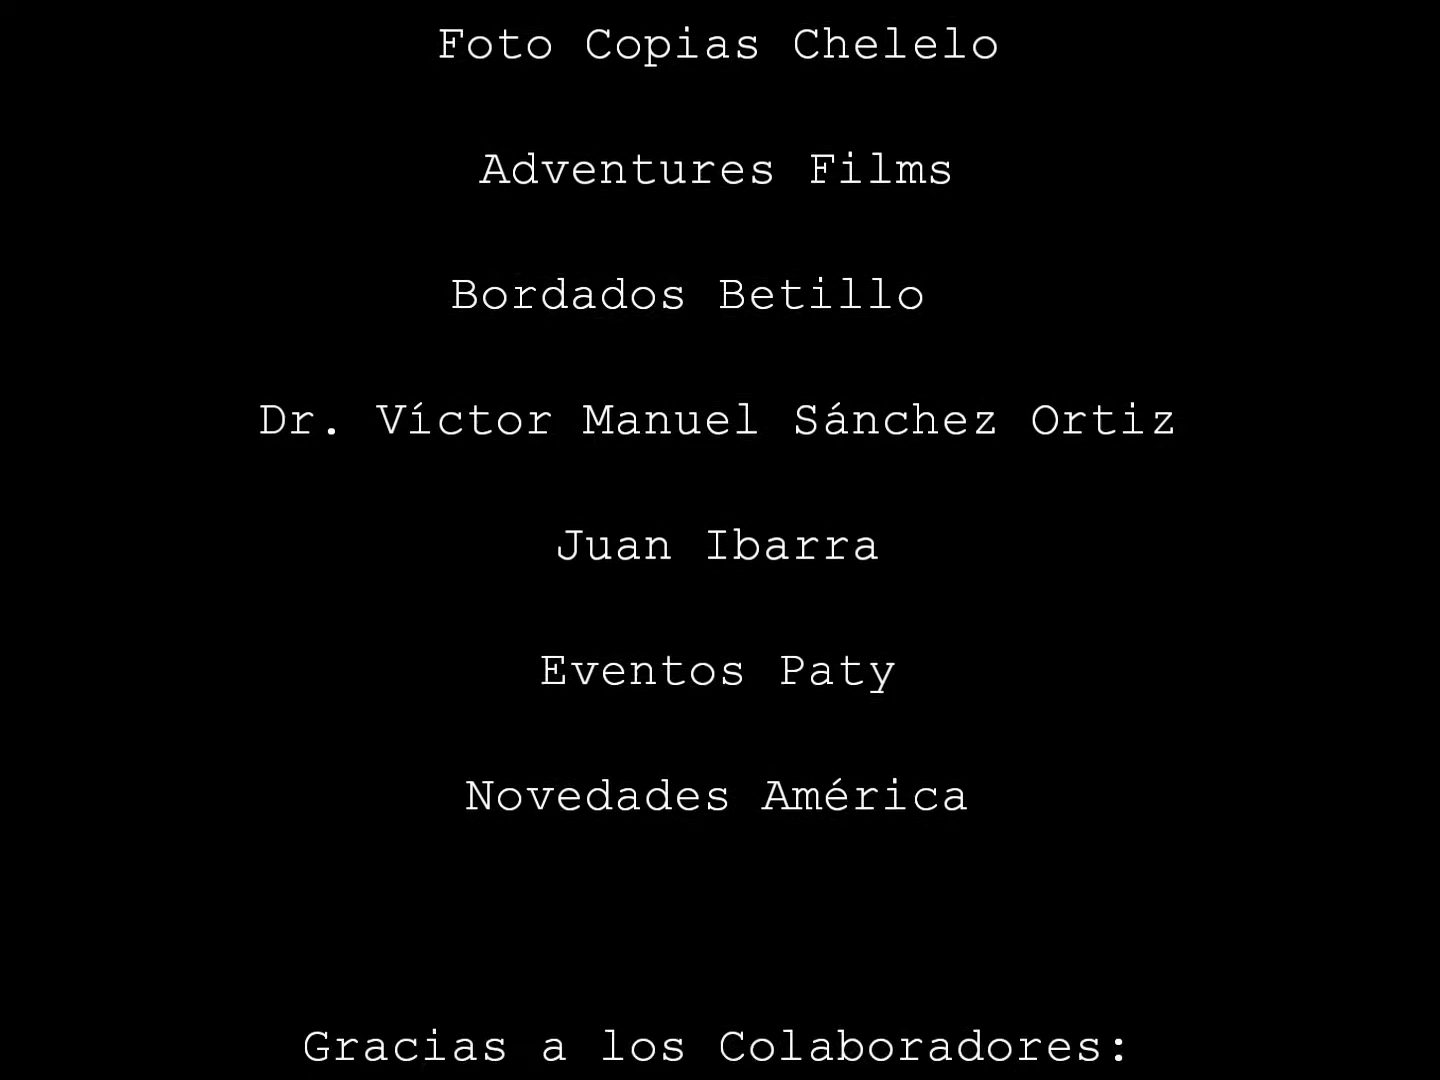 Foto Copias Chelelo
Adventures Films
Bordados Betillo
Dr. Víctor Manuel Sánchez Ortiz
Juan Ibarra
Eventos Paty
Novedades América
Gracias a los Colaboradores: